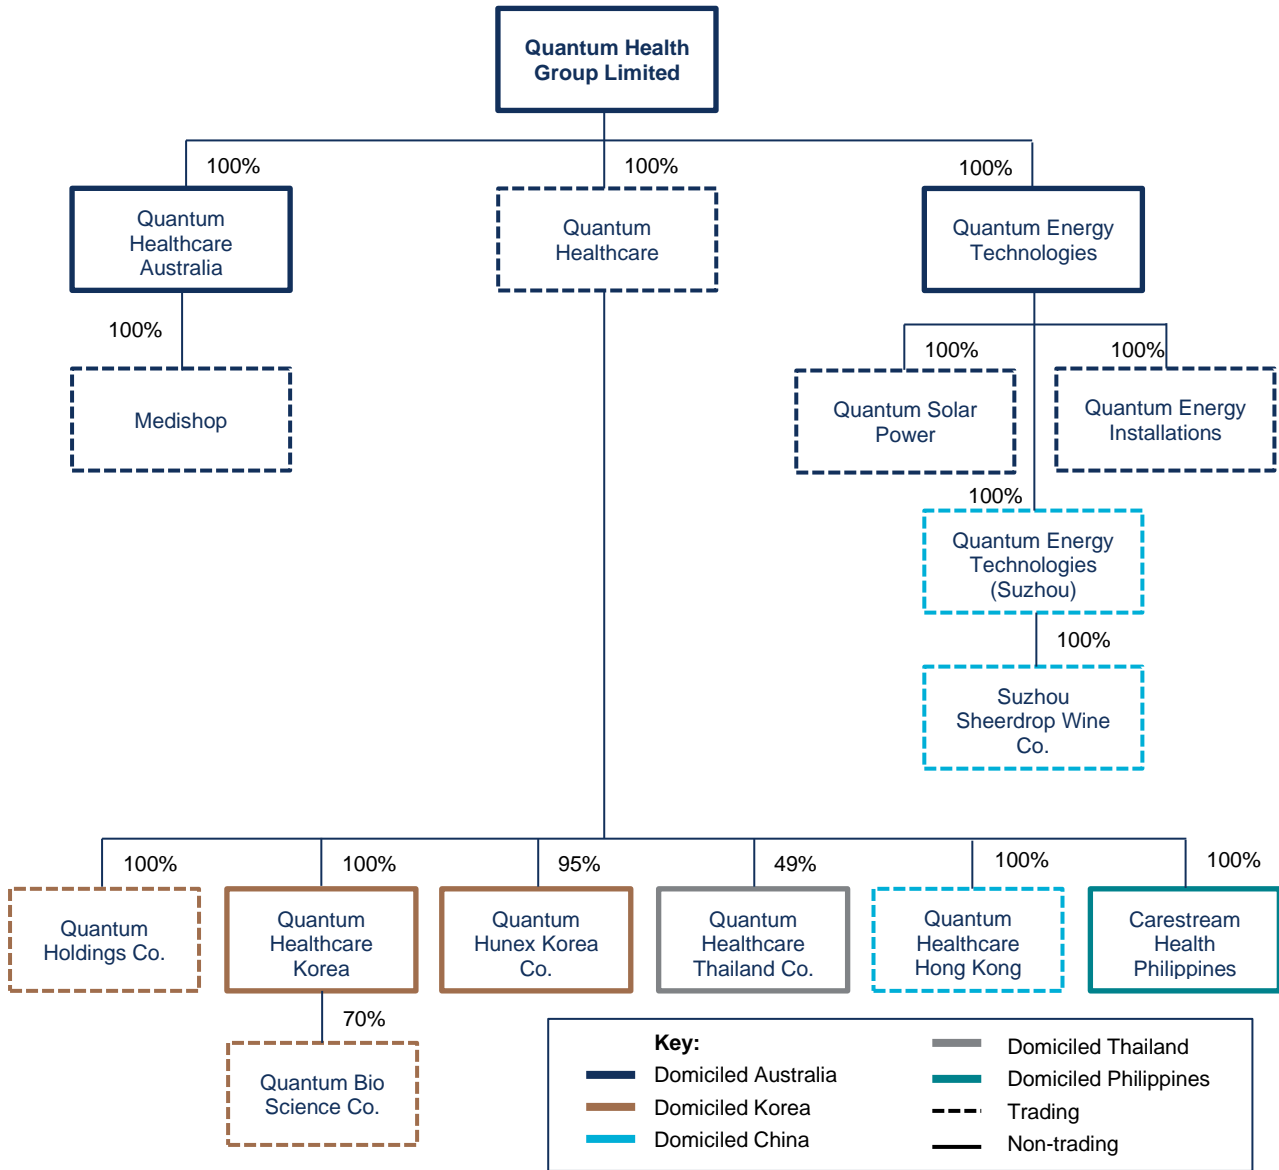 Quantum Health
Group Limited
100%
100%
100%
Quantum
Healthcare
Australia
Quantum
Healthcare
Quantum Energy
Technologies
100%
100%
100%
Medishop
Quantum Solar
Power
Quantum Energy
Installations
100%
Quantum Energy
Technologies
(Suzhou)
100%
Suzhou
Sheerdrop Wine
Co.
100%
100%
95%
49%
100%
100%
Quantum
Holdings Co.
Quantum
Healthcare
Korea
Quantum
Hunex Korea
Co.
Quantum
Healthcare
Thailand Co.
Quantum
Healthcare
Hong Kong
Carestream
Health
Philippines
70%
Quantum Bio
Science Co.
Key:
Domiciled Australia
Domiciled Korea
Domiciled China
Domiciled Thailand
Domiciled Philippines
Trading
Non-trading